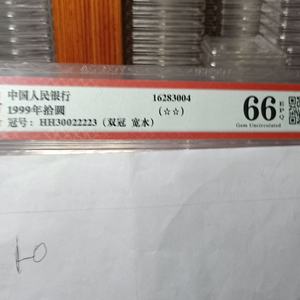 中国人民银行 16283004
1999年拾圆 (☆☆)
冠号：HH30022223（双冠 宽水）
66 EPQ
Gem Uncirculated